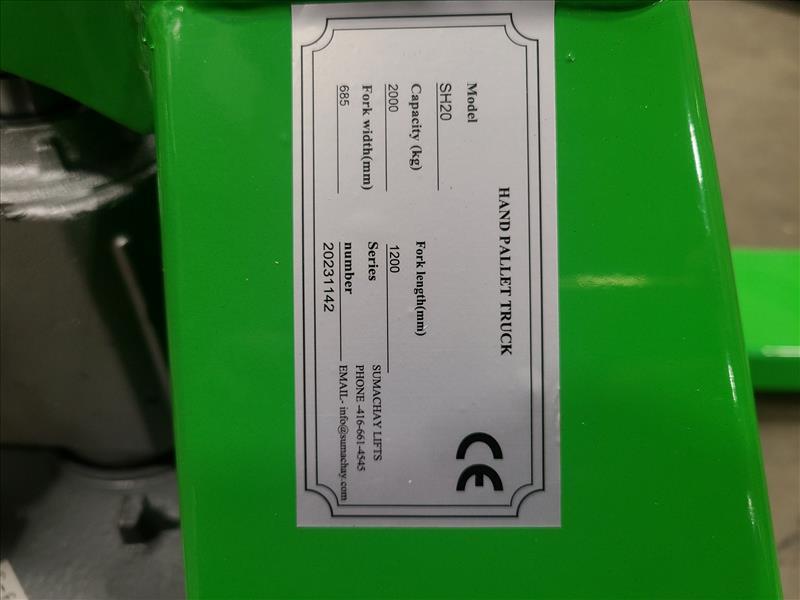 HAND PALLET TRUCK
Model
SH20
Capacity (kg)
2000
Fork width(mm)
685
Fork length(mm)
1200
Series
number
20231142
SUMACHAY LIFTS
PHONE -416-661-4545
EMAIL- info@sumachay.com
CE